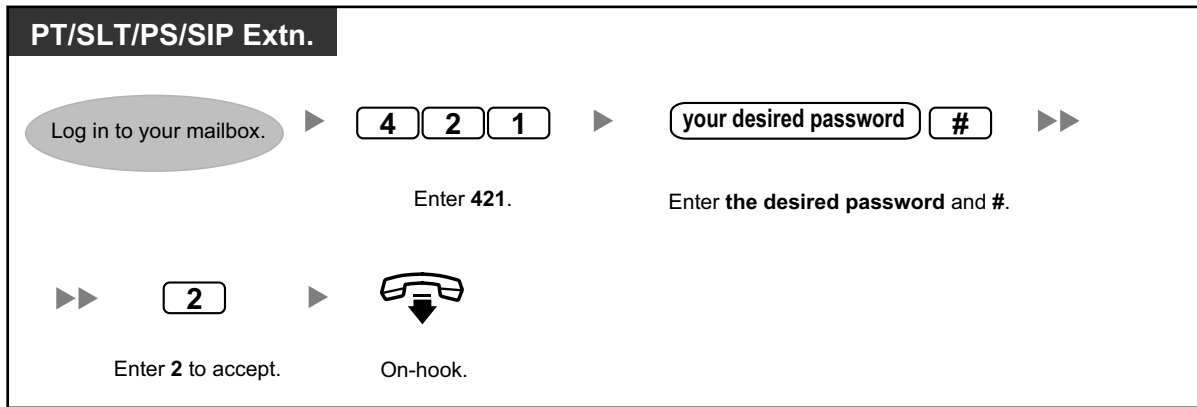 PT/SLT/PS/SIP Extn.
Log in to your mailbox.
4 2 1
your desired password #
Enter 421.
Enter the desired password and #.
2
Enter 2 to accept.
On-hook.